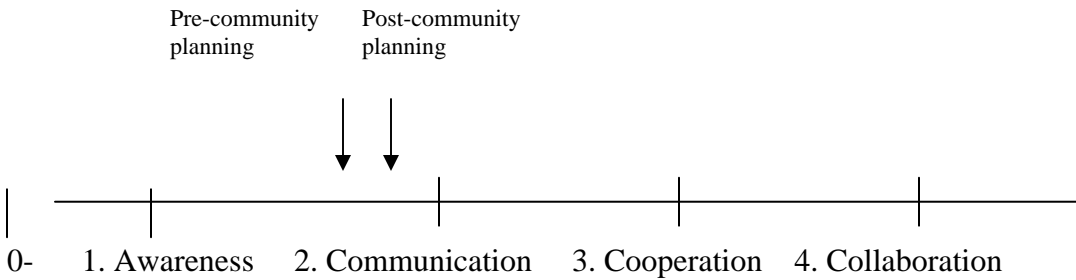 Pre-community Post-community
planning planning
0- 1. Awareness 2. Communication 3. Cooperation 4. Collaboration